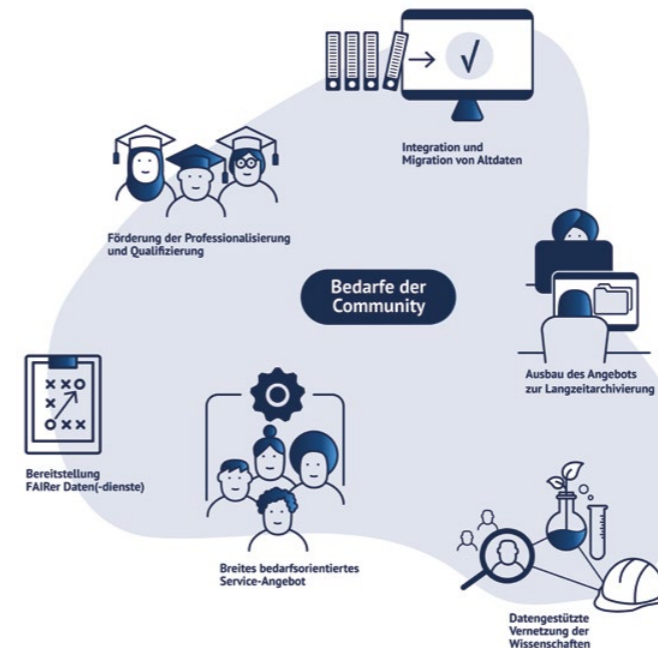 Integration und
Migration von Altdaten
Förderung der Professionalisierung
und Qualifizierung
Bedarfe der
Community
Ausbau des Angebots
zur Langzeitarchivierung
Bereitstellung
FAIRer Daten(-dienste)
Breites bedarfsorientiertes
Service-Angebot
Datengestützte
Vernetzung der
Wissenschaften